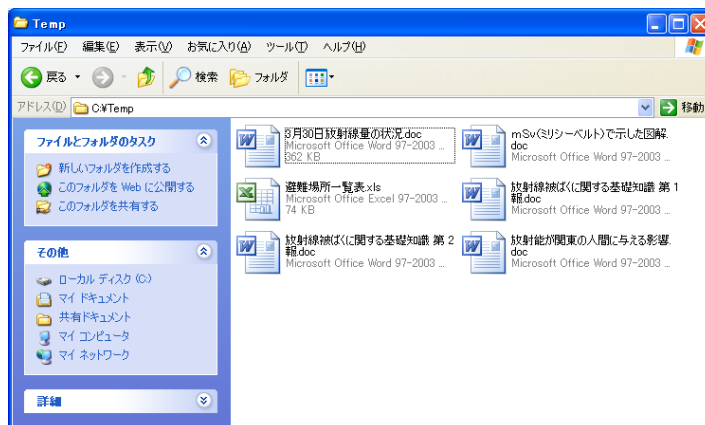 Temp
ファイル(F) 編集(E) 表示(V) お気に入り(A) ツール(T) ヘルプ(H)
戻る 検索 フォルダ
アドレス(D) C:¥Temp 移動
ファイルとフォルダのタスク
新しいフォルダを作成する
このフォルダを Web に公開する
このフォルダを共有する
その他
ローカル ディスク (C:)
マイ ドキュメント
共有ドキュメント
マイ コンピュータ
マイ ネットワーク
詳細
3月30日放射線量の状況.doc
Microsoft Office Word 97-2003 ...
362 KB
mSv(ミリシーベルト)で示した図解.
doc
Microsoft Office Word 97-2003 ...
避難場所一覧表.xls
Microsoft Office Excel 97-2003 ...
74 KB
放射線被ばくに関する基礎知識 第 1
報.doc
Microsoft Office Word 97-2003 ...
放射線被ばくに関する基礎知識 第 2
報.doc
Microsoft Office Word 97-2003 ...
放射能が関東の人間に与える影響.
doc
Microsoft Office Word 97-2003 ...